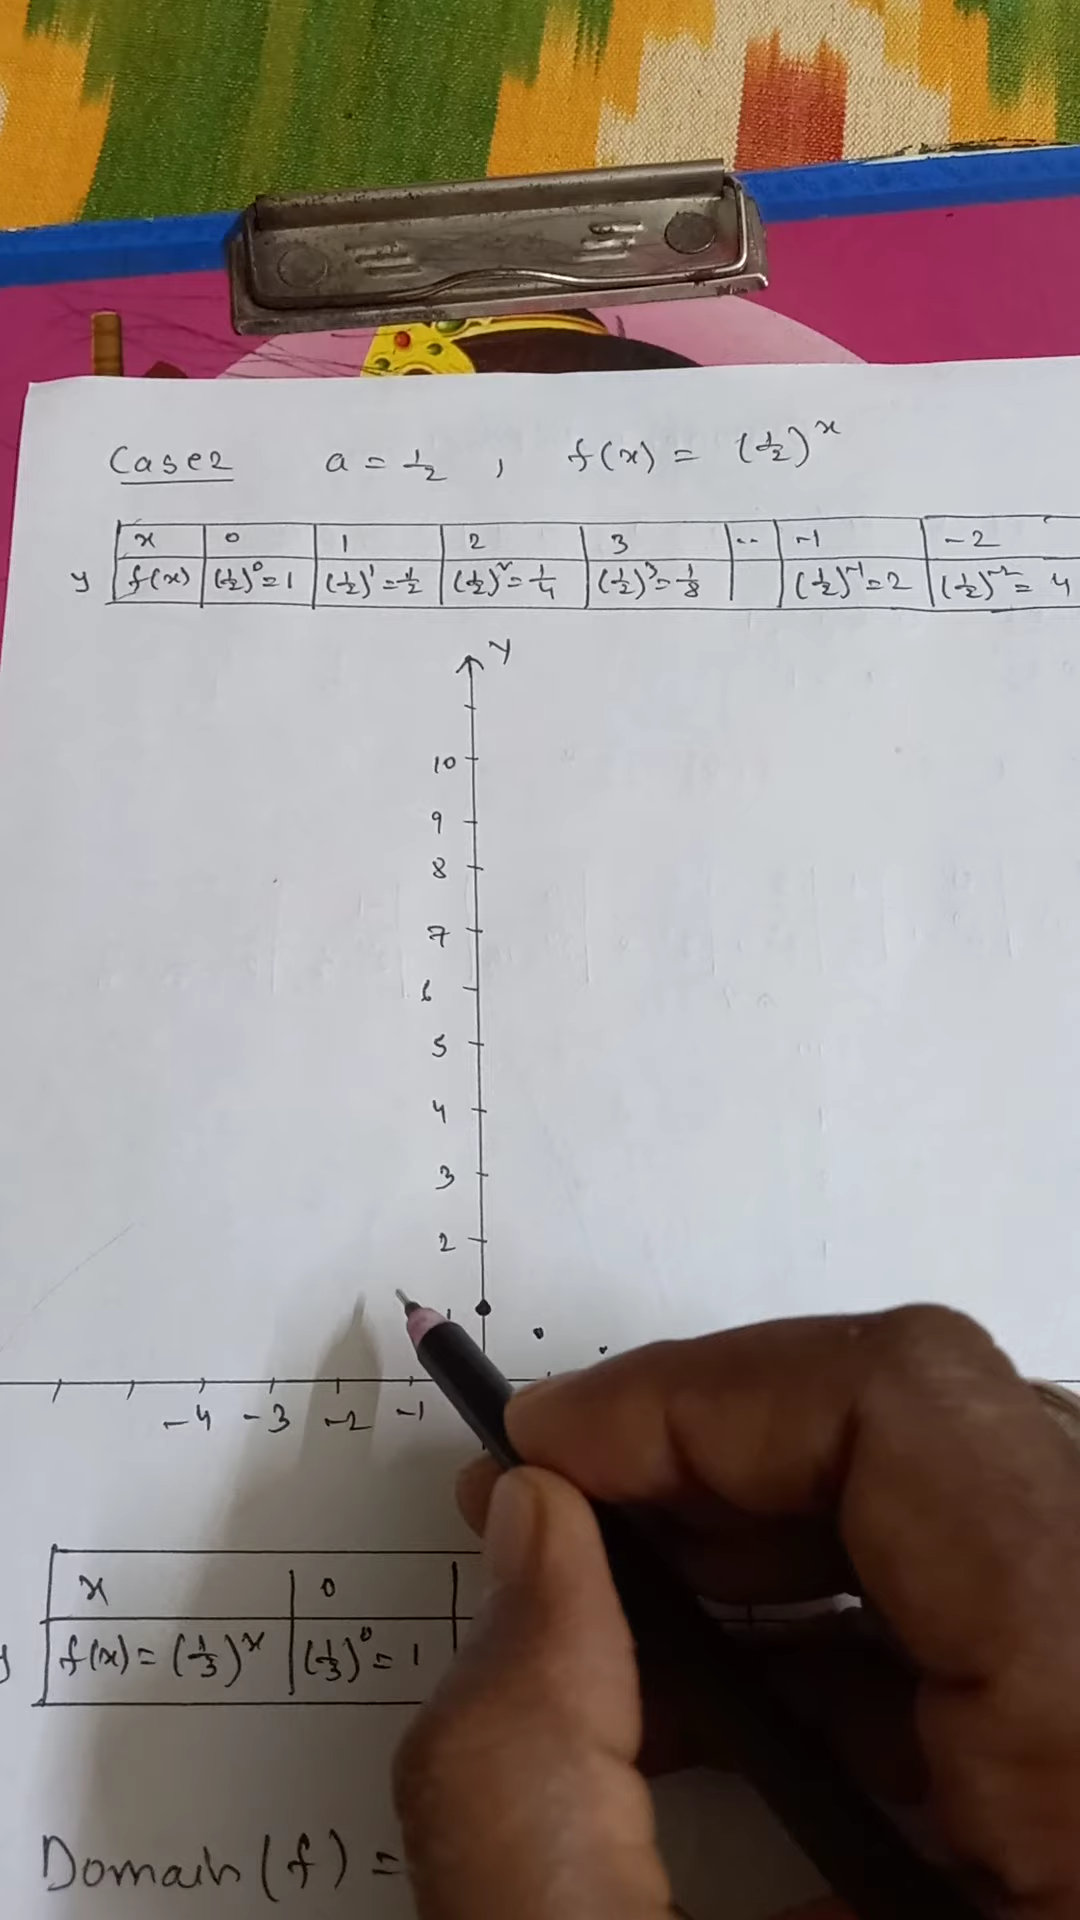 Case2 a = 1/2 , f(x) = (1/2)^x
x 0 1 2 3 .. -1 -2
y f(x) (1/2)^0=1 (1/2)^1=1/2 (1/2)^2=1/4 (1/2)^3=1/8 (1/2)^-1=2 (1/2)^-2= 4
Y
10
9
8
7
6
5
4
3
2
-4 -3 -2 -1
x 0
f(x) = (1/3)^x (1/3)^0 = 1
Domain (f) =